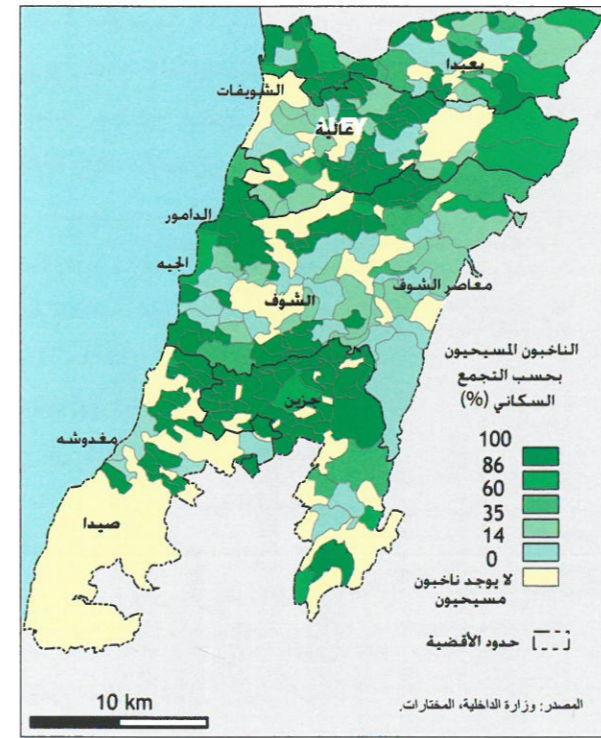 بعبدا
الشويفات
عالية
الدامور
الجيه
الشوف
معاصر الشوف
جزين
مغدوشه
صيدا
الناخبون المسيحيون
بحسب التجمع
السكاني (%)
100
86
60
35
14
0
لا يوجد ناخبون
مسيحيون
حدود الأقضية
10 km
المصدر: وزارة الداخلية، المختارات.